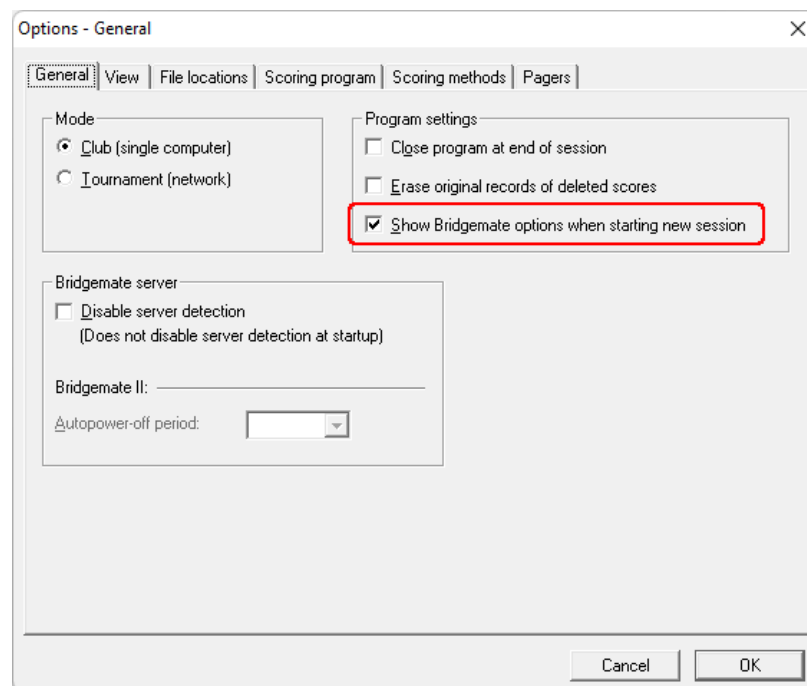 Options - General
General View File locations Scoring program Scoring methods Pagers
Mode
Club (single computer)
Tournament (network)
Program settings
Close program at end of session
Erase original records of deleted scores
Show Bridgemate options when starting new session
Bridgemate server
Disable server detection
(Does not disable server detection at startup)
Bridgemate II:
Autopower-off period:
Cancel OK